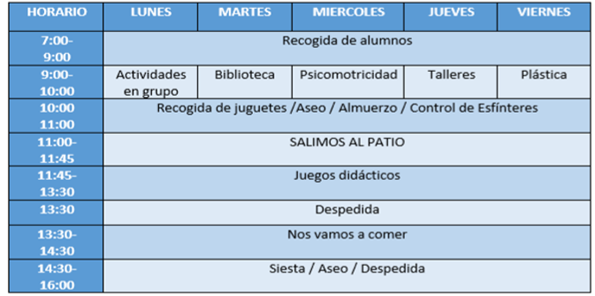 HORARIO LUNES MARTES MIERCOLES JUEVES VIERNES
7:00-
9:00
Recogida de alumnos
9:00-
10:00
Actividades
en grupo
Biblioteca
Psicomotricidad
Talleres
Plástica
10:00
11:00
Recogida de juguetes /Aseo / Almuerzo / Control de Esfínteres
11:00-
11:45
SALIMOS AL PATIO
11:45-
13:30
Juegos didácticos
13:30
Despedida
13:30-
14:30
Nos vamos a comer
14:30-
16:00
Siesta / Aseo / Despedida